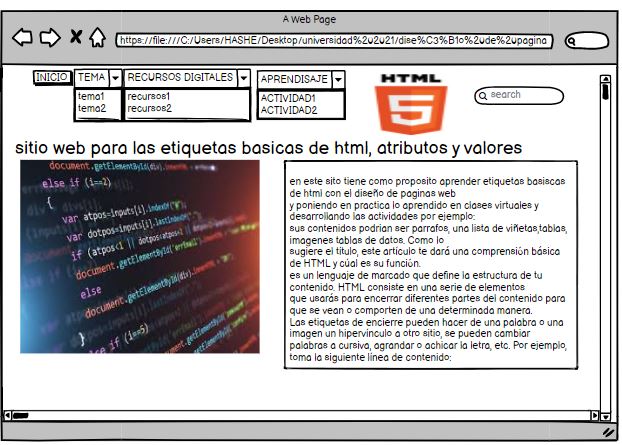 A Web Page
https://file:///C:/Users/HASHE/Desktop/universidad%202021/dise%C3%B1o%20de%20pagina
INICIO TEMA RECURSOS DIGITALES APRENDISAJE
tema1 recursos1 ACTIVIDAD1
tema2 recursos2 ACTIVIDAD2
HTML
5
search
sitio web para las etiquetas basicas de html, atributos y valores
document.getElementById(div).
else if (i==2)
{
var atpos=inputs[i].indexOf("@");
var dotpos=inputs[i].lastIndexOf(".");
if (atpos<1 || dotpos<atpos+2
document.getElementById("errEmail").
else
document.getElementById(div).
}
else if (i==5)
en este sitio tiene como proposito aprender etiquetas basiscas
de html con el diseño de paginas web
y poniendo en practica lo aprendido en clases virtuales y
desarrollando las actividades por ejemplo:
sus contenidos podrian ser parrafos, una lista de viñetas,tablas,
imagenes tablas de datos. Como lo
sugiere el título, este artículo te dará una comprensión básica
de HTML y cúal es su función.
es un lenguaje de marcado que define la estructura de tu
contenido. HTML consiste en una serie de elementos
que usarás para encerrar diferentes partes del contenido para
que se vean o comporten de una determinada manera.
Las etiquetas de encierre pueden hacer de una palabra o una
imagen un hipervínculo a otro sitio, se pueden cambiar
palabras a cursiva, agrandar o achicar la letra, etc. Por ejemplo,
toma la siguiente línea de contenido: